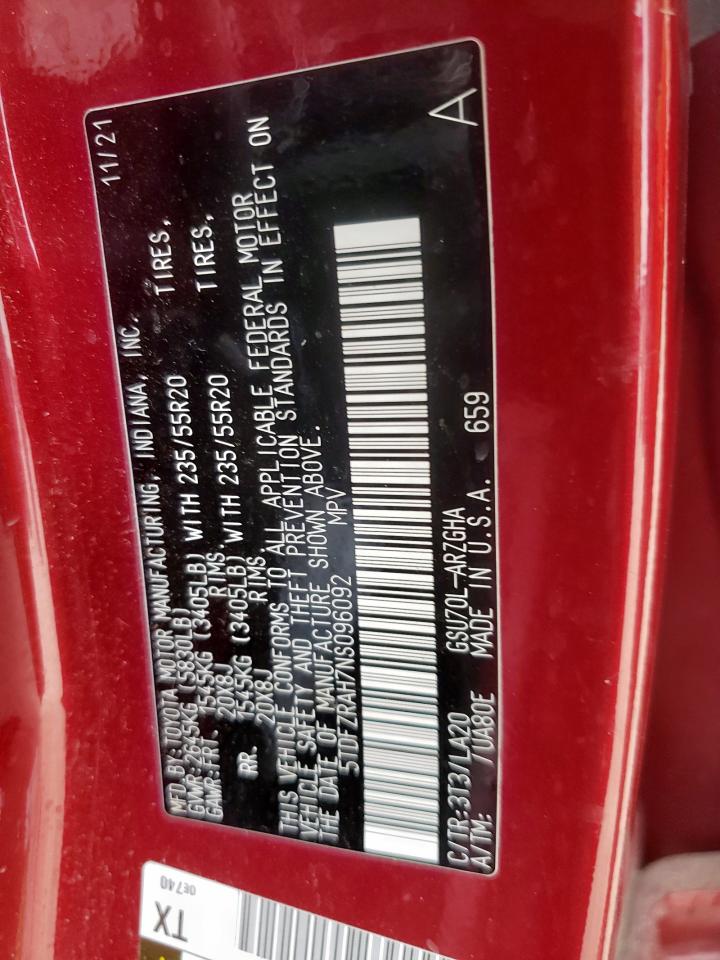 MFD BY:TOYOTA MOTOR MANUFACTURING, INDIANA, INC. 11/21
GVWR:2645KG (5830LB)
GAWR:FRT. 1545KG (3405LB) WITH 235/55R20 TIRES,
20X8J RIMS
RR. 1545KG (3405LB) WITH 235/55R20 TIRES,
20X8J RIMS
THIS VEHICLE CONFORMS TO ALL APPLICABLE FEDERAL MOTOR
VEHICLE SAFETY AND THEFT PREVENTION STANDARDS IN EFFECT ON
THE DATE OF MANUFACTURE SHOWN ABOVE.
5TDFZRAH7NS096092 MPV
C/TR:3T3/LA20 GSU70L-ARZGHA 659 A
A/TM: /UA80E MADE IN U.S.A.
TX
0E740